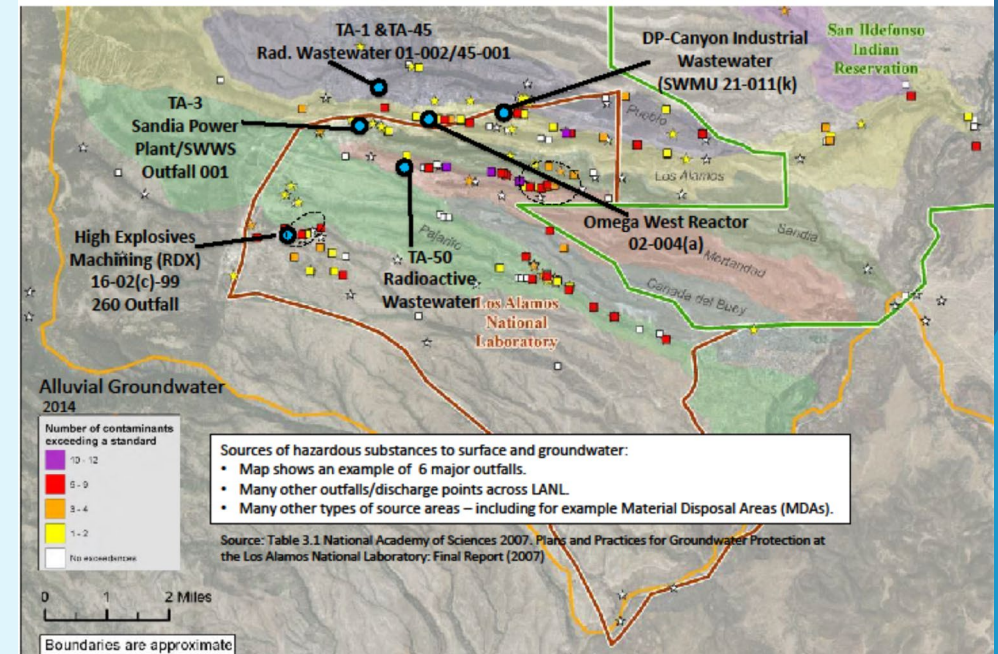 TA-1 &TA-45
Rad. Wastewater 01-002/45-001
DP-Canyon Industrial
Wastewater
(SWMU 21-011(k)
San Ildefonso
Indian
Reservation
TA-3
Sandia Power
Plant/SWWS
Outfall 001
Pueblo
Los Alamos
Sandia
Mortandad
Cañada del Buey
Pajarito
Omega West Reactor
02-004(a)
High Explosives
Machining (RDX)
16-02(c)-99
260 Outfall
TA-50
Radioactive
Wastewater
Los Alamos
National
Laboratory
Alluvial Groundwater
2014
Number of contaminants
exceeding a standard
10 - 12
5 - 9
3 - 4
1 - 2
No exceedences
Sources of hazardous substances to surface and groundwater:
• Map shows an example of 6 major outfalls.
• Many other outfalls/discharge points across LANL.
• Many other types of source areas – including for example Material Disposal Areas (MDAs).
Source: Table 3.1 National Academy of Sciences 2007. Plans and Practices for Groundwater Protection at
the Los Alamos National Laboratory: Final Report (2007)
0 1 2 Miles
Boundaries are approximate